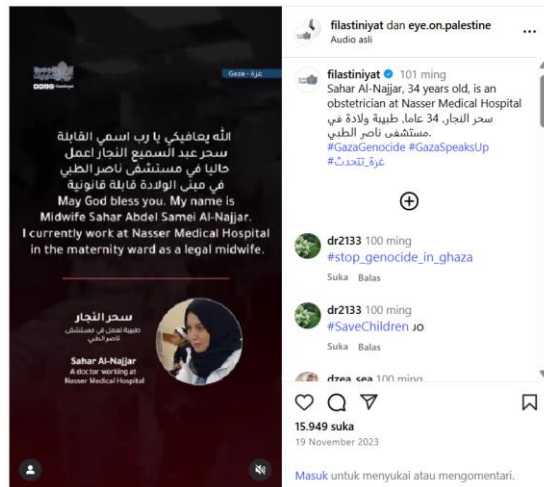 Gaza - غزة
الله يعافيكي يا رب اسمي القابلة
سحر عبد السميع النجار اعمل
حاليا في مستشفى ناصر الطبي
في مبنى الولادة قابلة قانونية
May God bless you. My name is
Midwife Sahar Abdel Samei Al-Najjar.
I currently work at Nasser Medical Hospital
in the maternity ward as a legal midwife.
سحر النجار
طبيبة تعمل في مستشفى
ناصر الطبي
Sahar Al-Najjar
A doctor working at
Nasser Medical Hospital
filastiniyat dan eye.on.palestine
Audio asli
filastiniyat 101 ming
Sahar Al-Najjar, 34 years old, is an
obstetrician at Nasser Medical Hospital
سحر النجار, 34 عاما, طبيبة ولادة في
مستشفى ناصر الطبي.
#GazaGenocide #GazaSpeaksUp
#غزة_تتحدث
dr2133 100 ming
#stop_genocide_in_ghaza
Suka Balas
dr2133 100 ming
#SaveChildren
Suka Balas
dzea_sea 100 ming
15.949 suka
19 November 2023
Masuk untuk menyukai atau mengomentari.